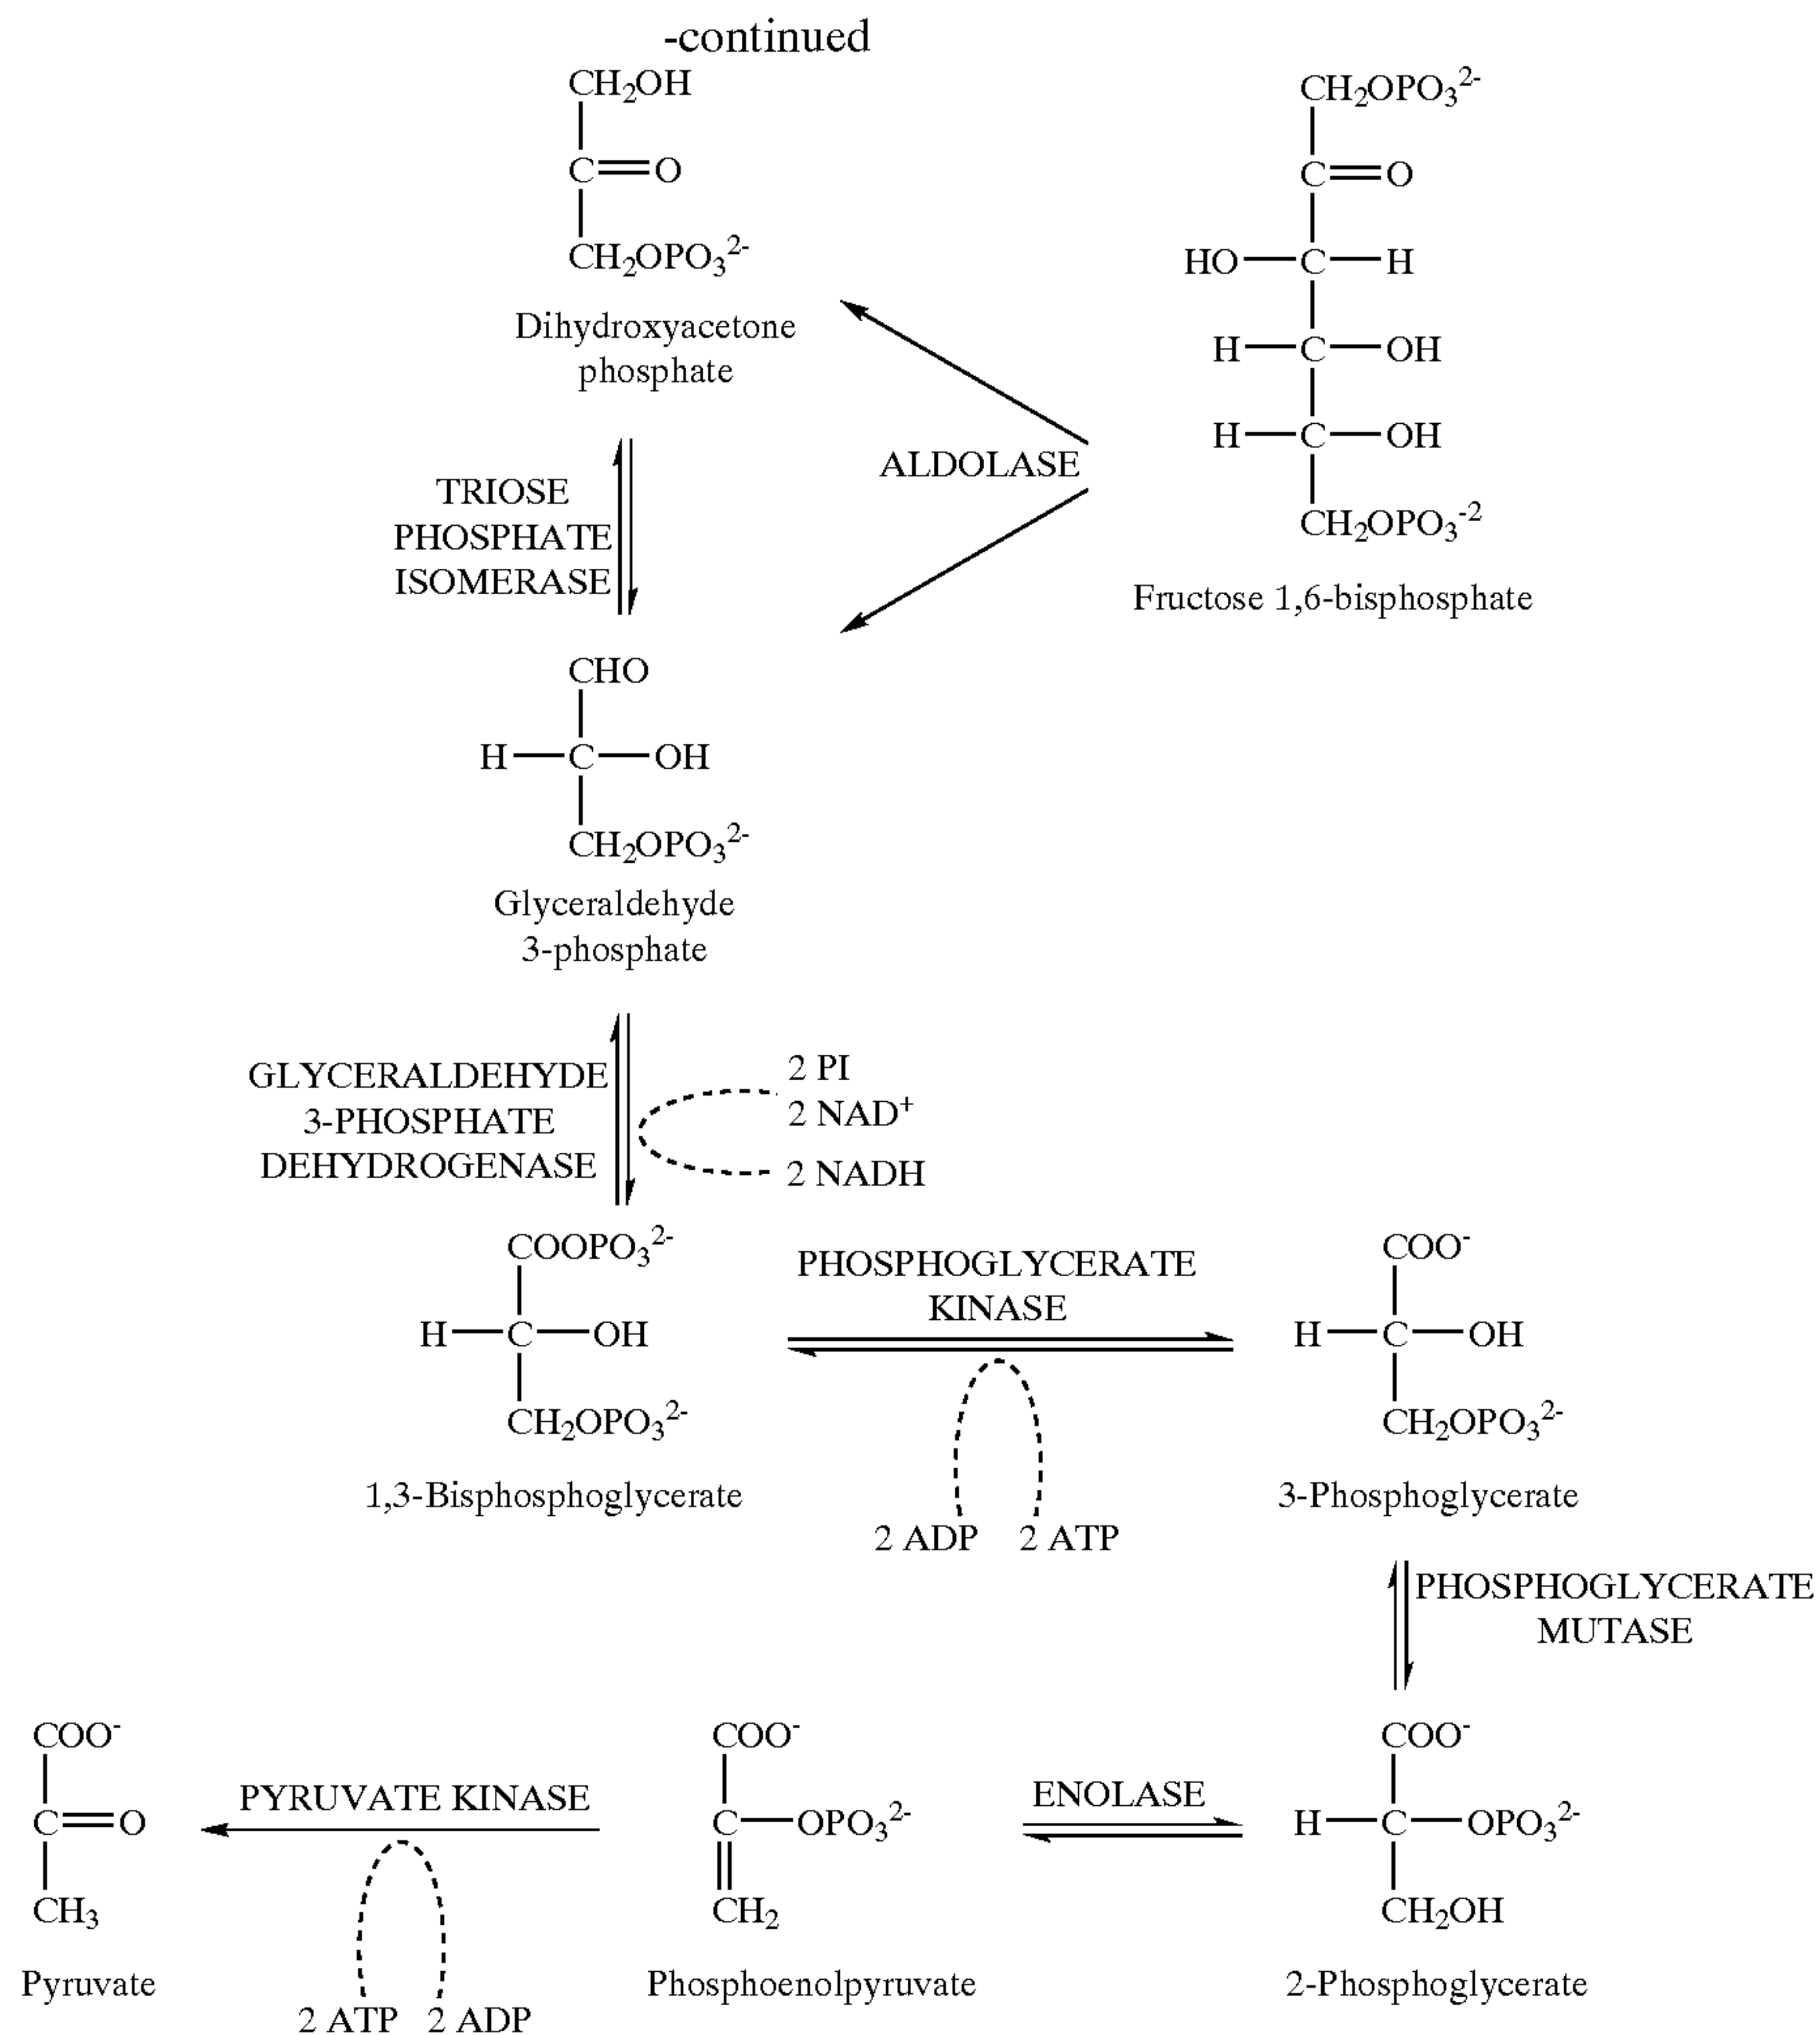 -continued
CH₂OH
C=O
CH₂OPO₃²⁻
Dihydroxyacetone
phosphate
CH₂OPO₃²⁻
C=O
HO—C—H
H—C—OH
H—C—OH
CH₂OPO₃⁻²
Fructose 1,6-bisphosphate
ALDOLASE
TRIOSE
PHOSPHATE
ISOMERASE
CHO
H—C—OH
CH₂OPO₃²⁻
Glyceraldehyde
3-phosphate
GLYCERALDEHYDE
3-PHOSPHATE
DEHYDROGENASE
2 PI
2 NAD⁺
2 NADH
COOPO₃²⁻
H—C—OH
CH₂OPO₃²⁻
1,3-Bisphosphoglycerate
PHOSPHOGLYCERATE
KINASE
2 ADP 2 ATP
COO⁻
H—C—OH
CH₂OPO₃²⁻
3-Phosphoglycerate
PHOSPHOGLYCERATE
MUTASE
COO⁻
H—C—OPO₃²⁻
CH₂OH
2-Phosphoglycerate
ENOLASE
COO⁻
C—OPO₃²⁻
CH₂
Phosphoenolpyruvate
PYRUVATE KINASE
2 ATP 2 ADP
COO⁻
C=O
CH₃
Pyruvate